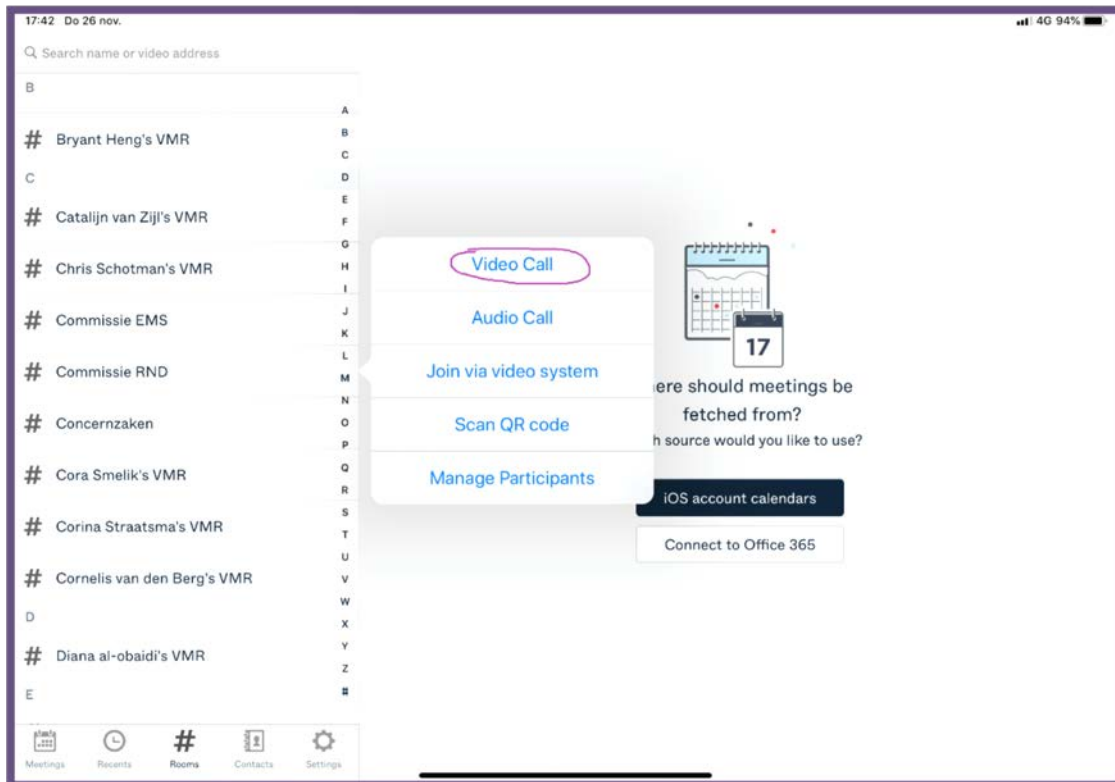 17:42 Do 26 nov.
4G 94%
Search name or video address
B
# Bryant Heng's VMR
C
# Catalijn van Zijl's VMR
# Chris Schotman's VMR
# Commissie EMS
# Commissie RND
# Concernzaken
# Cora Smelik's VMR
# Corina Straatsma's VMR
# Cornelis van den Berg's VMR
D
# Diana al-obaidi's VMR
E
A
B
C
D
E
F
G
H
I
J
K
L
M
N
O
P
Q
R
S
T
U
V
W
X
Y
Z
#
Video Call
Audio Call
Join via video system
Scan QR code
Manage Participants
17
ere should meetings be
fetched from?
h source would you like to use?
iOS account calendars
Connect to Office 365
Meetings Recents Rooms Contacts Settings